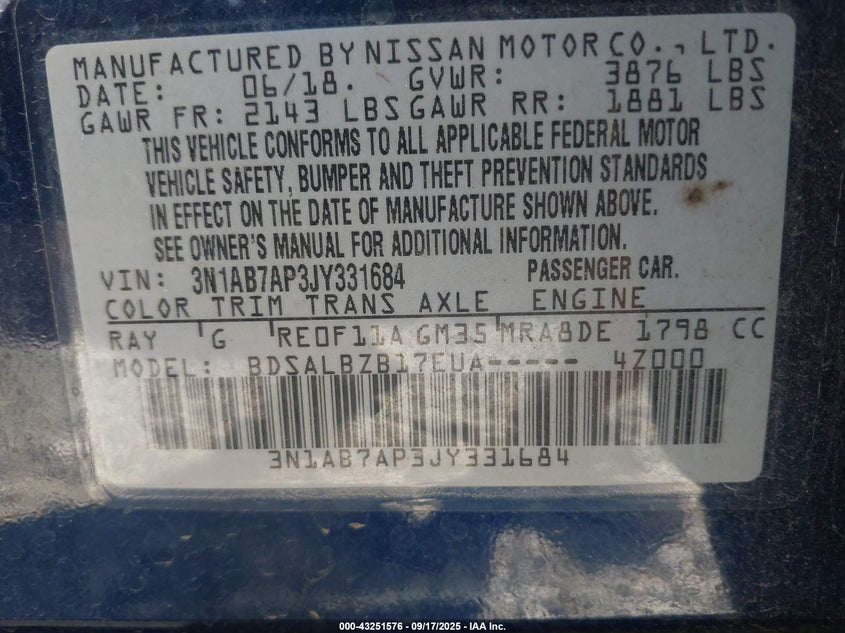 MANUFACTURED BY NISSAN MOTOR CO., LTD.
DATE: 06/18. GVWR: 3876 LBS
GAWR FR: 2143 LBS GAWR RR: 1881 LBS
THIS VEHICLE CONFORMS TO ALL APPLICABLE FEDERAL MOTOR
VEHICLE SAFETY, BUMPER AND THEFT PREVENTION STANDARDS
IN EFFECT ON THE DATE OF MANUFACTURE SHOWN ABOVE.
SEE OWNER'S MANUAL FOR ADDITIONAL INFORMATION.
VIN: 3N1AB7AP3JY331684 PASSENGER CAR.
COLOR TRIM TRANS AXLE ENGINE
RAY G RE0F11A GM35 MRA8DE 1798 CC
MODEL: BDSALBZB17EUA----- 4Z000
3N1AB7AP3JY331684
000-43251576 - 09/17/2025 - IAA Inc.